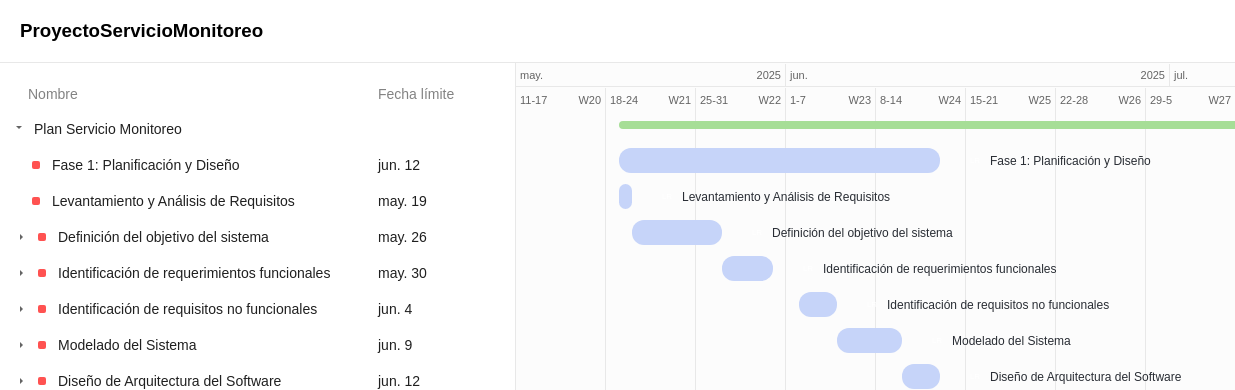 ProyectoServicioMonitoreo
may. 2025 jun. 2025 jul.
Nombre Fecha límite
11-17 W20 18-24 W21 25-31 W22 1-7 W23 8-14 W24 15-21 W25 22-28 W26 29-5 W27
Plan Servicio Monitoreo
Fase 1: Planificación y Diseño jun. 12 Fase 1: Planificación y Diseño
Levantamiento y Análisis de Requisitos may. 19 Levantamiento y Análisis de Requisitos
Definición del objetivo del sistema may. 26 Definición del objetivo del sistema
Identificación de requerimientos funcionales may. 30 Identificación de requerimientos funcionales
Identificación de requisitos no funcionales jun. 4 Identificación de requisitos no funcionales
Modelado del Sistema jun. 9 Modelado del Sistema
Diseño de Arquitectura del Software jun. 12 Diseño de Arquitectura del Software